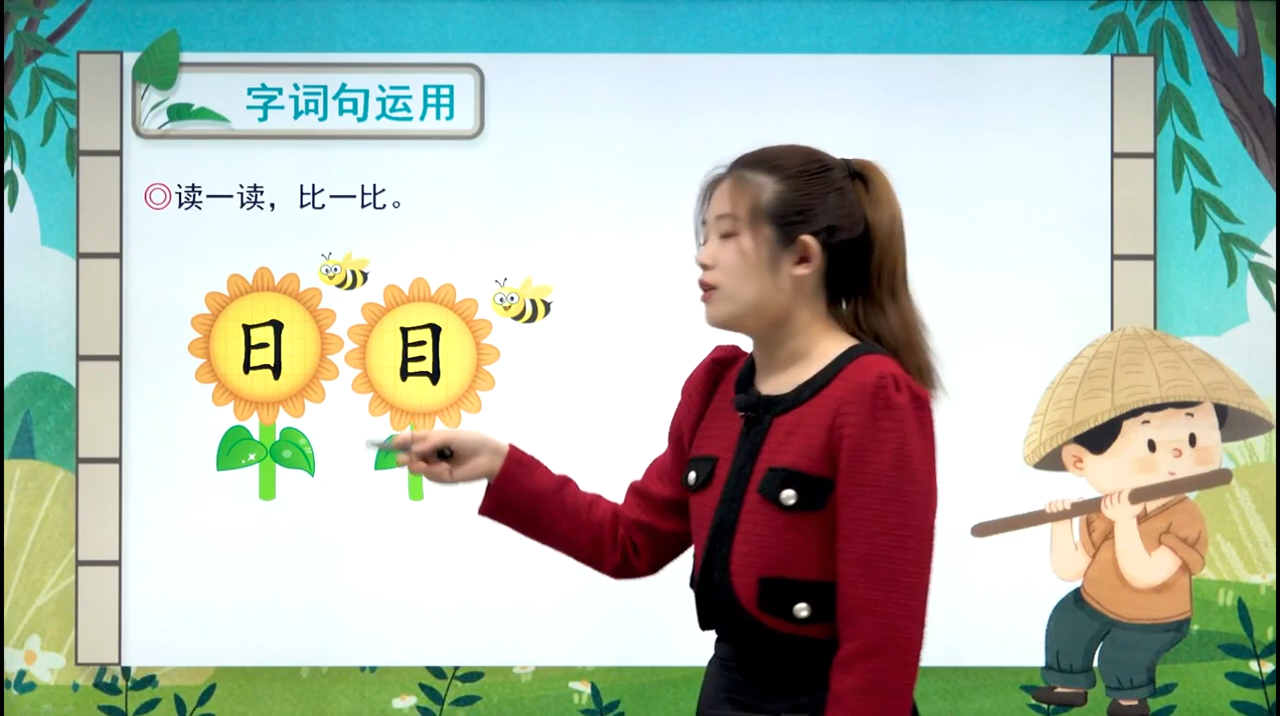 字词句运用
◎读一读，比一比。
日 目